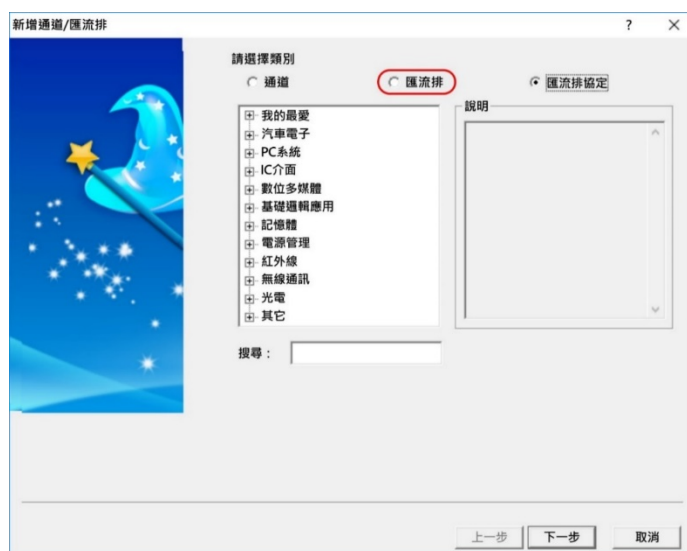 新增通道/匯流排
?
請選擇類別
通道
匯流排
匯流排協定
我的最愛
汽車電子
PC系統
IC介面
數位多媒體
基礎邏輯應用
記憶體
電源管理
紅外線
無線通訊
光電
其它
說明
搜尋：
上一步
下一步
取消